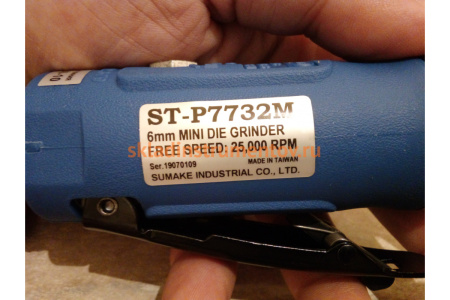 ST-P7732M
6mm MINI DIE GRINDER
FREE SPEED: 25,000 RPM
Ser.19070109 MADE IN TAIWAN
SUMAKE INDUSTRIAL CO., LTD.